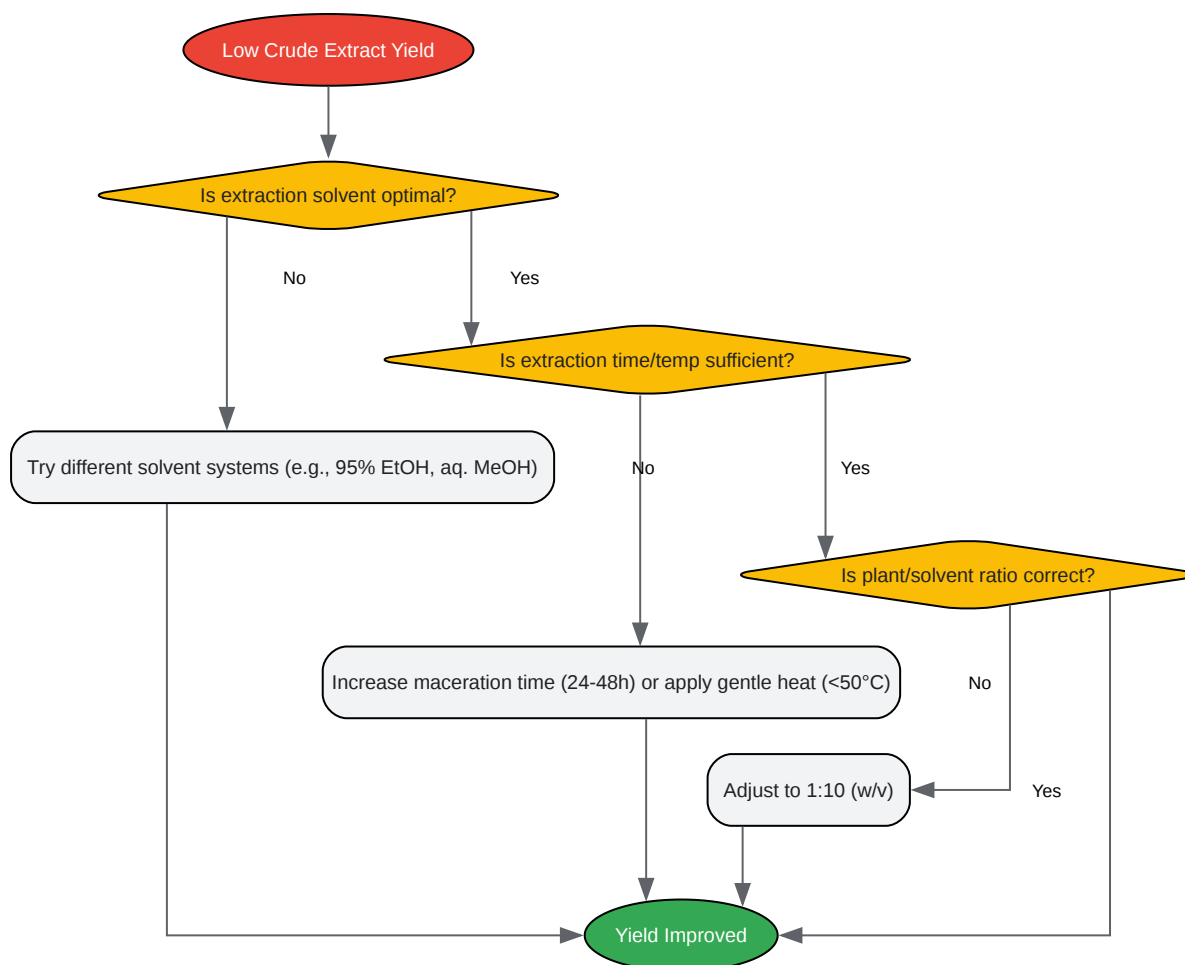 Low Crude Extract Yield
Is extraction solvent optimal?
No
Yes
Is extraction time/temp sufficient?
Try different solvent systems (e.g., 95% EtOH, aq. MeOH)
No
Yes
Is plant/solvent ratio correct?
Increase maceration time (24-48h) or apply gentle heat (<50°C)
No
Adjust to 1:10 (w/v)
Yes
Yield Improved